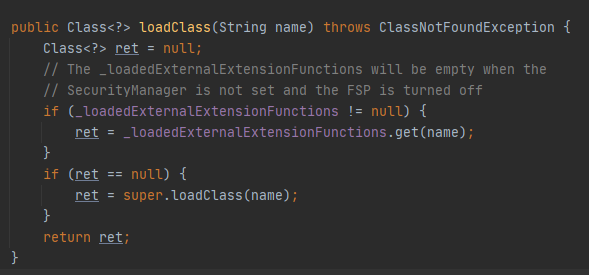 public Class<?> loadClass(String name) throws ClassNotFoundException {
    Class<?> ret = null;
    // The _loadedExternalExtensionFunctions will be empty when the
    // SecurityManager is not set and the FSP is turned off
    if (_loadedExternalExtensionFunctions != null) {
        ret = _loadedExternalExtensionFunctions.get(name);
    }
    if (ret == null) {
        ret = super.loadClass(name);
    }
    return ret;
}